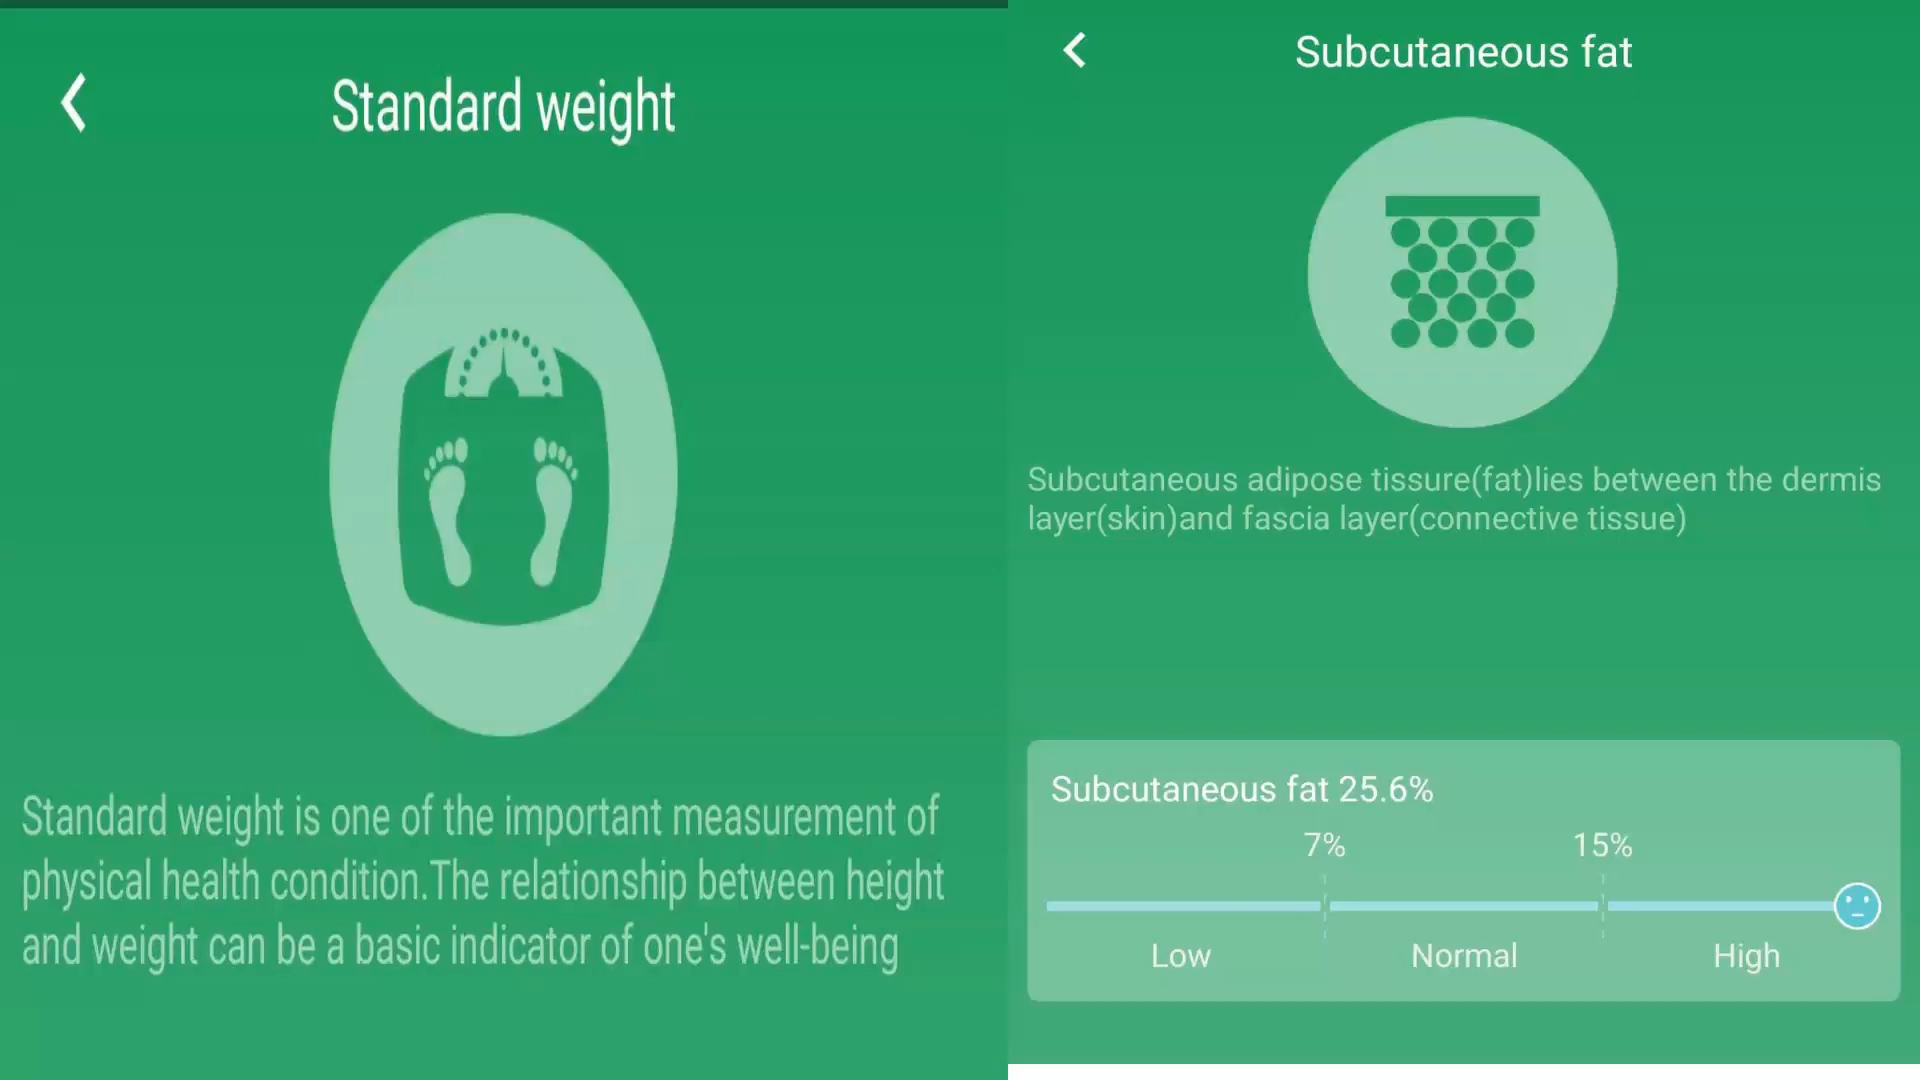 Standard weight
Standard weight is one of the important measurement of
physical health condition.The relationship between height
and weight can be a basic indicator of one's well-being
Subcutaneous fat
Subcutaneous adipose tissure(fat)lies between the dermis
layer(skin)and fascia layer(connective tissue)
Subcutaneous fat 25.6%
7% 15%
Low Normal High